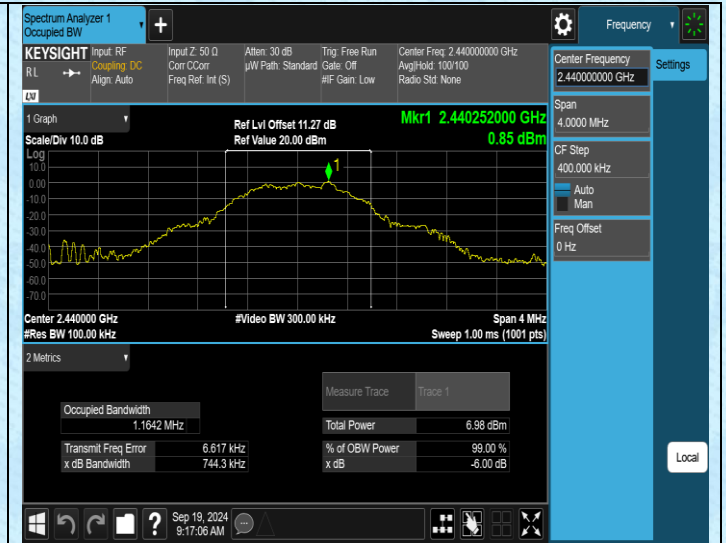 Spectrum Analyzer 1
Occupied BW
+
Frequency
KEYSIGHT
RL
LXI
Input: RF
Coupling: DC
Align: Auto
Input Z: 50 Ω
Corr CCorr
Freq Ref: Int (S)
Atten: 30 dB
µW Path: Standard
Trig: Free Run
Gate: Off
#IF Gain: Low
Center Freq: 2.440000000 GHz
Avg|Hold: 100/100
Radio Std: None
Center Frequency
2.440000000 GHz
Settings
Span
4.0000 MHz
CF Step
400.000 kHz
Auto
Man
Freq Offset
0 Hz
1 Graph
Scale/Div 10.0 dB
Ref Lvl Offset 11.27 dB
Ref Value 20.00 dBm
Mkr1 2.440252000 GHz
0.85 dBm
Log
10.0
0.00
-10.0
-20.0
-30.0
-40.0
-50.0
-60.0
-70.0
1
Center 2.440000 GHz
#Res BW 100.00 kHz
#Video BW 300.00 kHz
Span 4 MHz
Sweep 1.00 ms (1001 pts)
2 Metrics
Measure Trace Trace 1
Occupied Bandwidth
1.1642 MHz
Total Power 6.98 dBm
Transmit Freq Error 6.617 kHz
% of OBW Power 99.00 %
x dB Bandwidth 744.3 kHz
x dB -6.00 dB
Local
?
Sep 19, 2024
9:17:06 AM